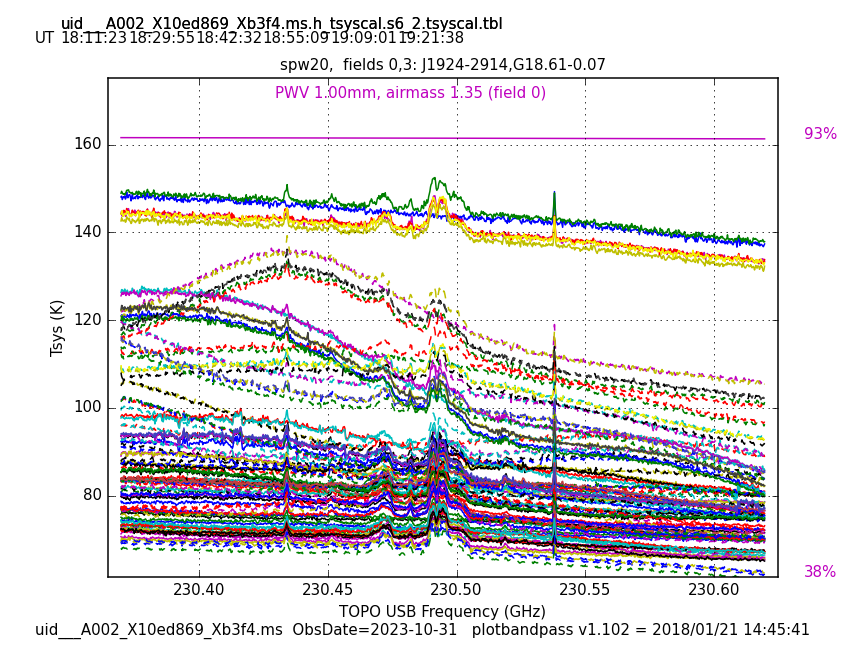 uid___A002_X10ed869_Xb3f4.ms.h_tsyscal.s6_2.tsyscal.tbl
UT 18:11:23 18:29:55 18:42:32 18:55:09 19:09:01 19:21:38
spw20, fields 0,3: J1924-2914,G18.61-0.07
PWV 1.00mm, airmass 1.35 (field 0)
93%
160
140
120
100
80
Tsys (K)
38%
230.40 230.45 230.50 230.55 230.60
TOPO USB Frequency (GHz)
uid___A002_X10ed869_Xb3f4.ms ObsDate=2023-10-31 plotbandpass v1.102 = 2018/01/21 14:45:41